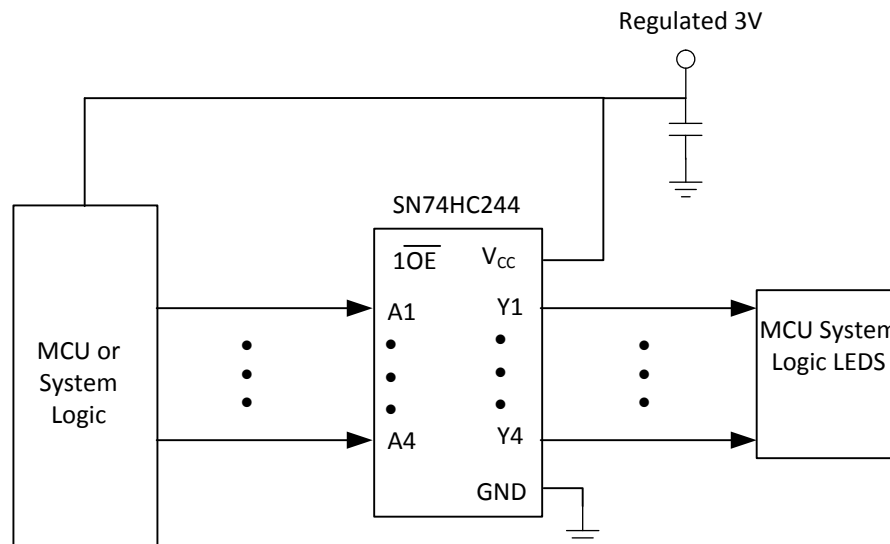 Regulated 3V
SN74HC244
1OE
VCC
A1
Y1
MCU or
System
Logic
MCU System
Logic LEDS
A4
Y4
GND